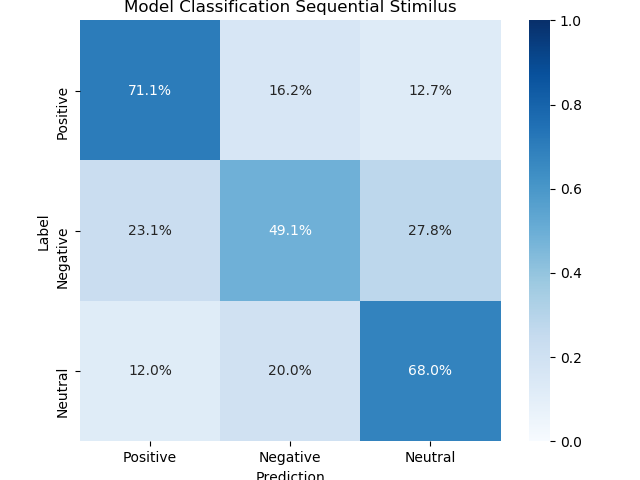 Model Classification Sequential Stimilus
Positive
71.1%
16.2%
12.7%
Negative
23.1%
49.1%
27.8%
Neutral
12.0%
20.0%
68.0%
Label
Positive
Negative
Neutral
Prediction
1.0
0.8
0.6
0.4
0.2
0.0